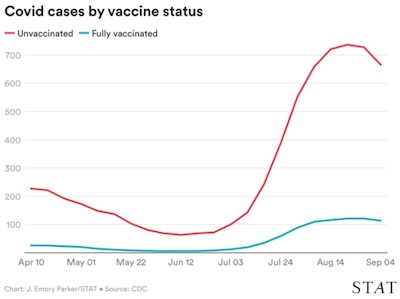 Covid cases by vaccine status
Unvaccinated Fully vaccinated
700
600
500
400
300
200
100
Apr 10 May 01 May 22 Jun 12 Jul 03 Jul 24 Aug 14 Sep 04
Chart: J. Emory Parker/STAT • Source: CDC
STAT